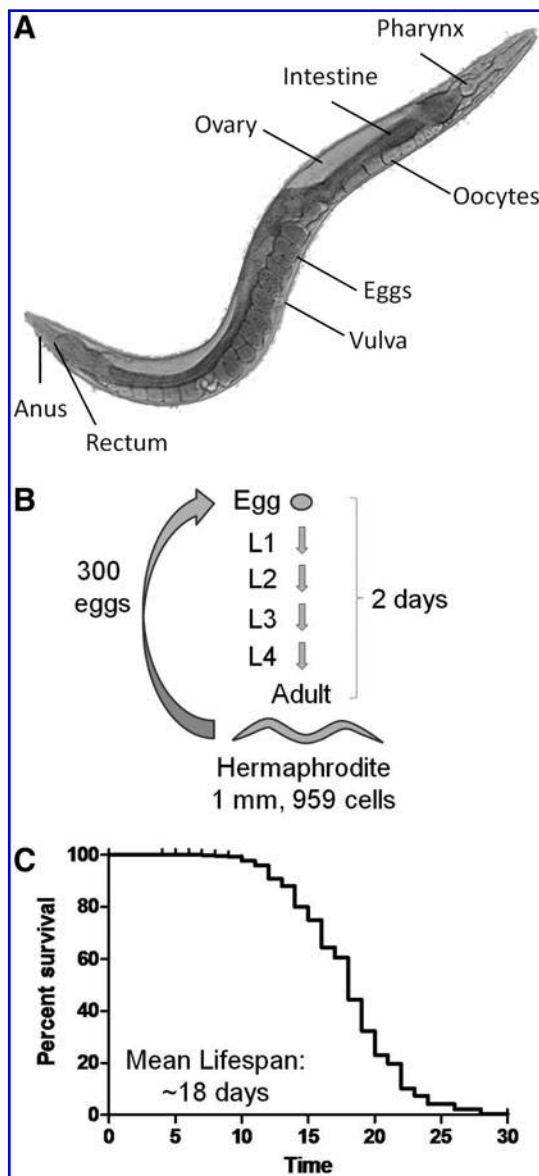 A
Pharynx
Intestine
Ovary
Oocytes
Eggs
Vulva
Anus
Rectum
B
Egg
L1
300
eggs
L2
2 days
L3
L4
Adult
Hermaphrodite
1 mm, 959 cells
C
100
80
60
40
20
0
Percent survival
Mean Lifespan:
~18 days
0 5 10 15 20 25 30
Time